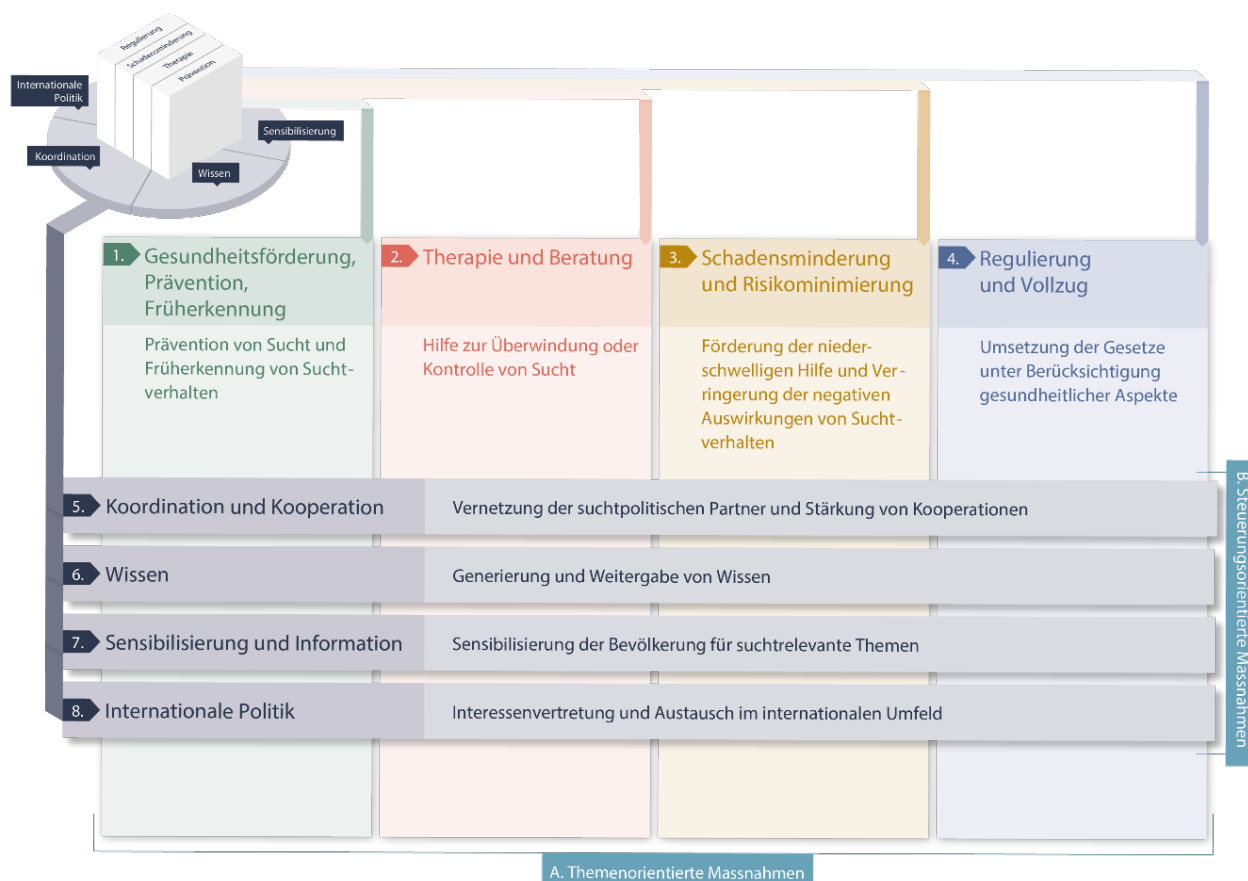 Regulierung
Schadensminderung
Therapie
Prävention
Internationale
Politik
Koordination
Wissen
Sensibilisierung
1. Gesundheitsförderung,
Prävention,
Früherkennung
Prävention von Sucht und
Früherkennung von Sucht-
verhalten
2. Therapie und Beratung
Hilfe zur Überwindung oder
Kontrolle von Sucht
3. Schadensminderung
und Risikominimierung
Förderung der nieder-
schwelligen Hilfe und Ver-
ringerung der negativen
Auswirkungen von Sucht-
verhalten
4. Regulierung
und Vollzug
Umsetzung der Gesetze
unter Berücksichtigung
gesundheitlicher Aspekte
5. Koordination und Kooperation
Vernetzung der suchtpolitischen Partner und Stärkung von Kooperationen
6. Wissen
Generierung und Weitergabe von Wissen
7. Sensibilisierung und Information
Sensibilisierung der Bevölkerung für suchtrelevante Themen
8. Internationale Politik
Interessenvertretung und Austausch im internationalen Umfeld
B. Steuerungsorientierte Massnahmen
A. Themenorientierte Massnahmen